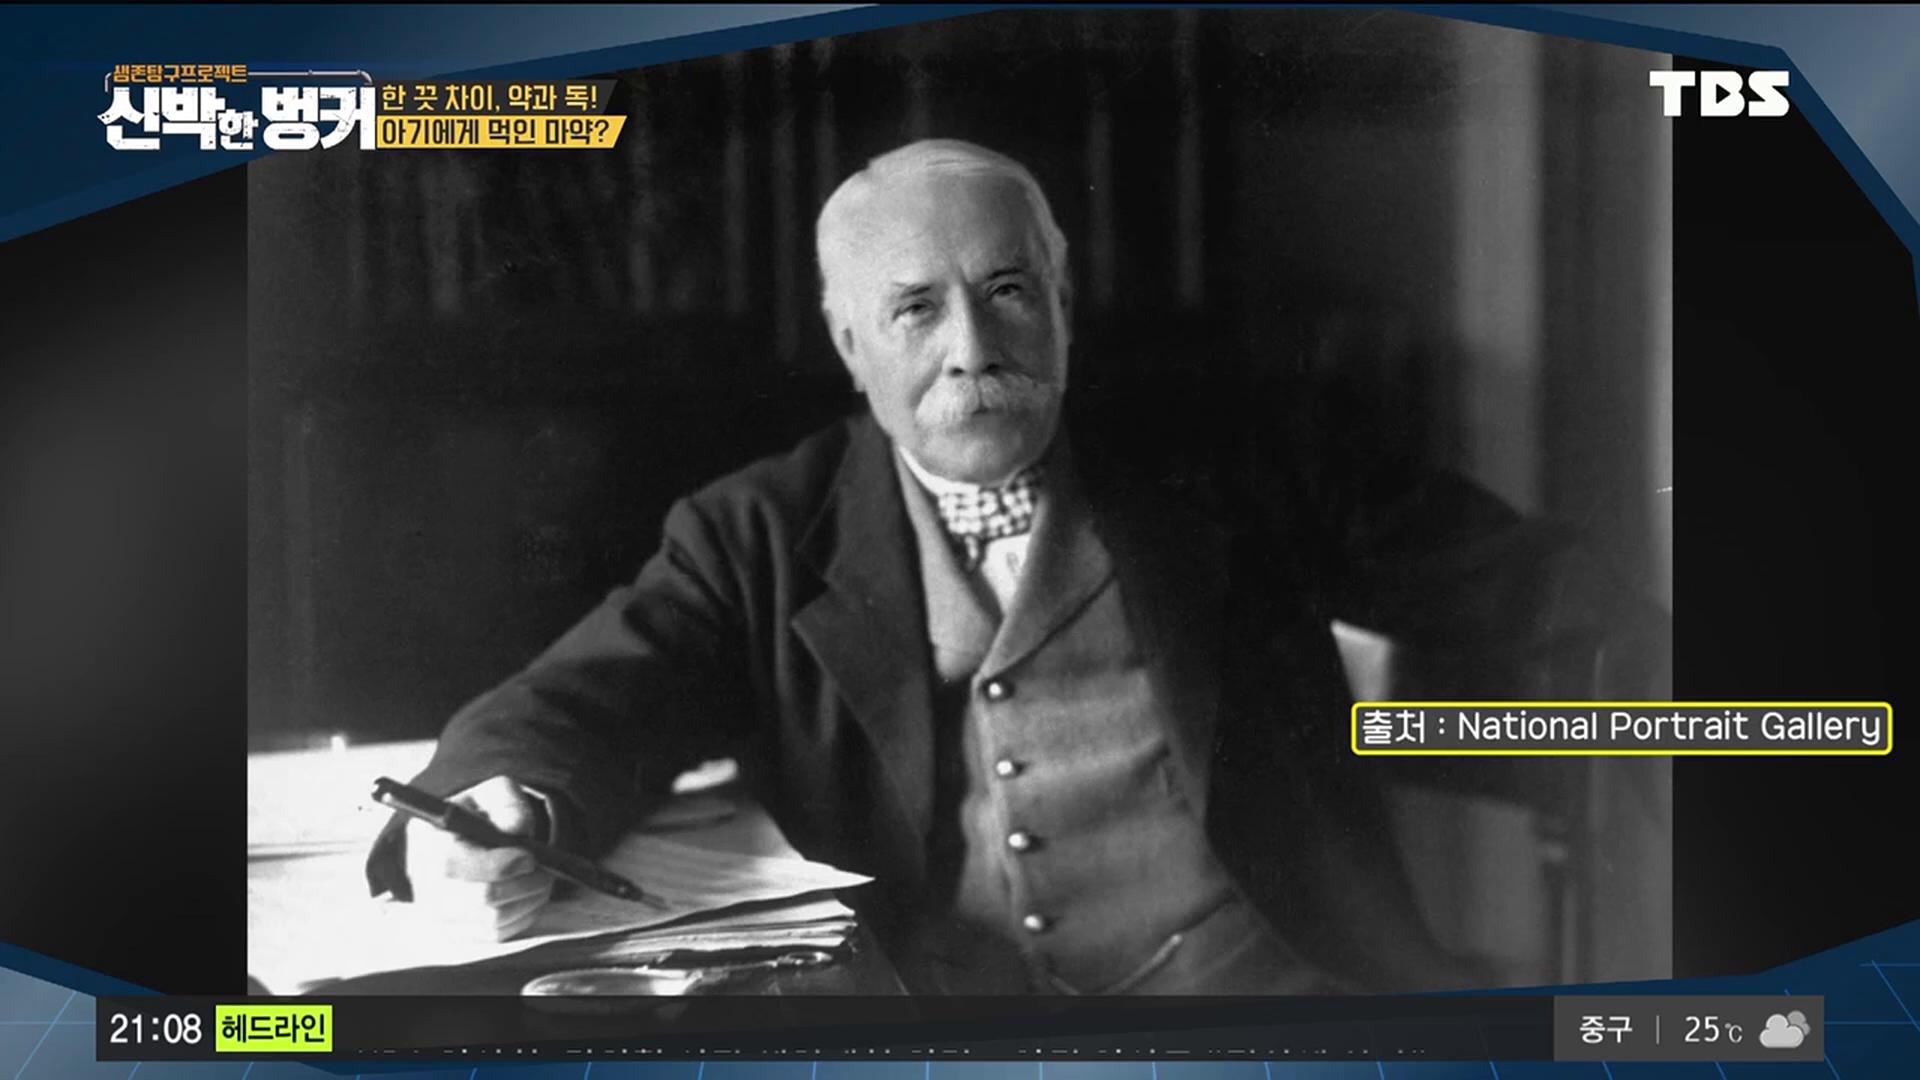 생존탐구프로젝트
신박한 벙커
한 끗 차이, 약과 독!
아기에게 먹인 마약?
TBS
출처 : National Portrait Gallery
21:08 헤드라인
중구 | 25℃